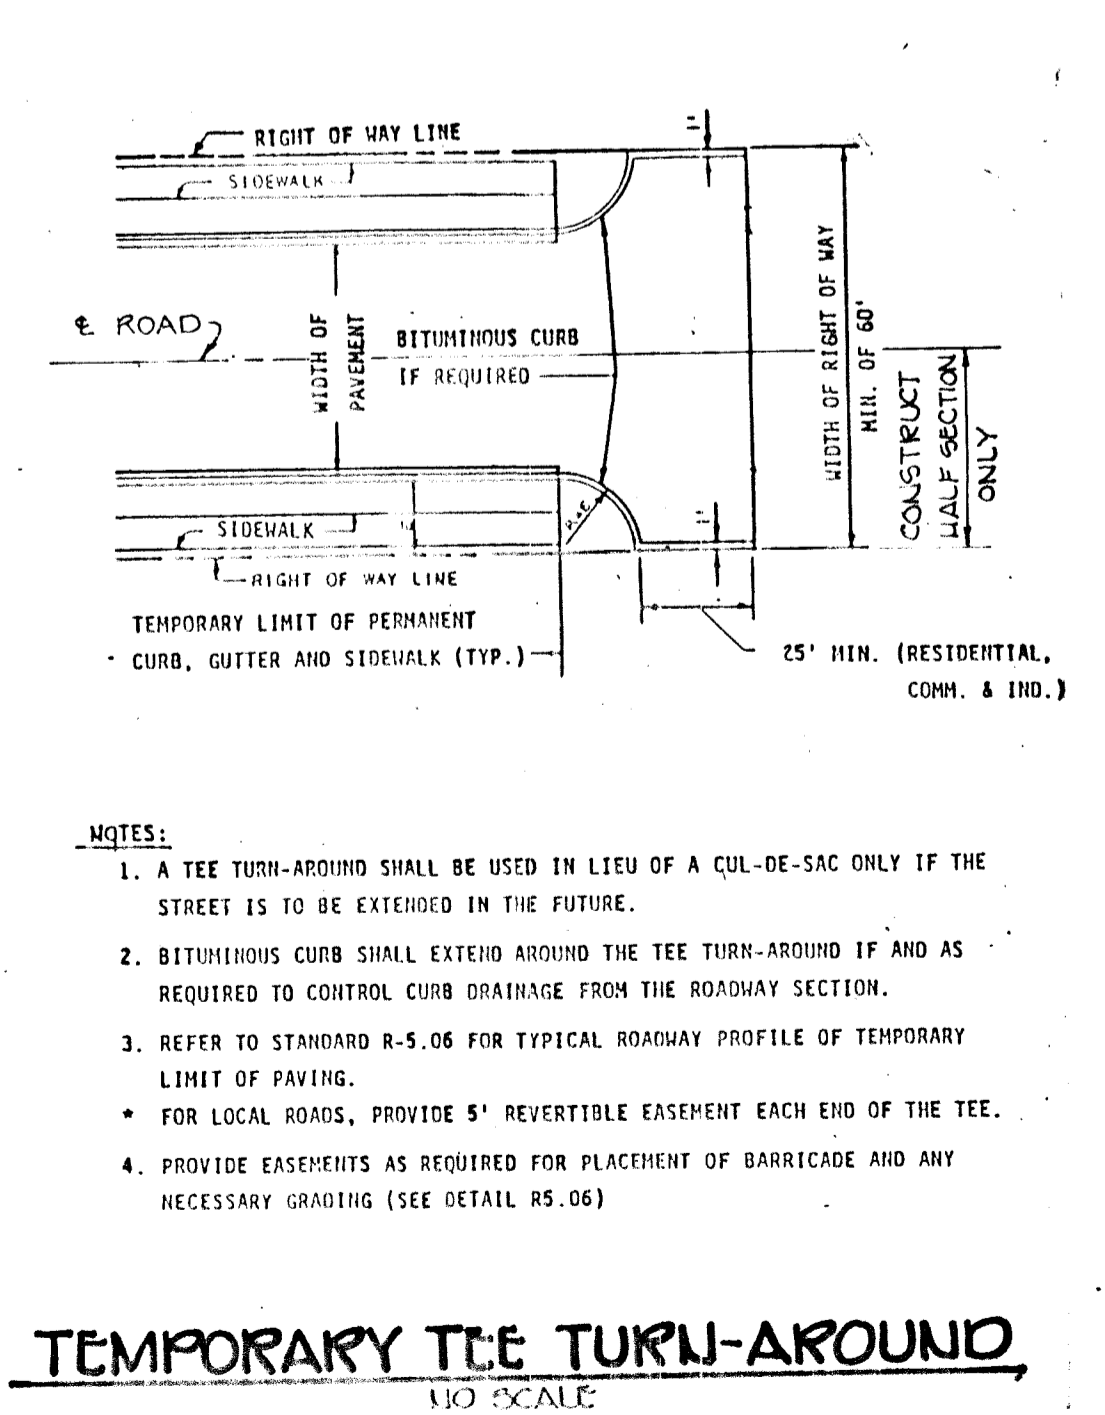 RIGHT OF WAY LINE
1'
SIDEWALK
℄ ROAD
WIDTH OF
PAVEMENT
BITUMINOUS CURB
IF REQUIRED
WIDTH OF RIGHT OF WAY
MIN. OF 60'
CONSTRUCT
HALF SECTION
ONLY
SIDEWALK
E
R=E
1'
RIGHT OF WAY LINE
TEMPORARY LIMIT OF PERMANENT
CURB, GUTTER AND SIDEWALK (TYP.)
25' MIN. (RESIDENTIAL,
COMM. & IND.)
NOTES:
1. A TEE TURN-AROUND SHALL BE USED IN LIEU OF A CUL-DE-SAC ONLY IF THE
STREET IS TO BE EXTENDED IN THE FUTURE.
2. BITUMINOUS CURB SHALL EXTEND AROUND THE TEE TURN-AROUND IF AND AS
REQUIRED TO CONTROL CURB DRAINAGE FROM THE ROADWAY SECTION.
3. REFER TO STANDARD R-5.06 FOR TYPICAL ROADWAY PROFILE OF TEMPORARY
LIMIT OF PAVING.
* FOR LOCAL ROADS, PROVIDE 5' REVERTIBLE EASEMENT EACH END OF THE TEE.
4. PROVIDE EASEMENTS AS REQUIRED FOR PLACEMENT OF BARRICADE AND ANY
NECESSARY GRADING (SEE DETAIL R5.06)
TEMPORARY TEE TURN-AROUND
NO SCALE